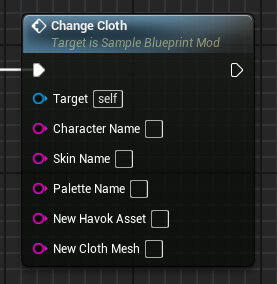 Change Cloth
Target is Sample Blueprint Mod
Target self
Character Name
Skin Name
Palette Name
New Havok Asset
New Cloth Mesh